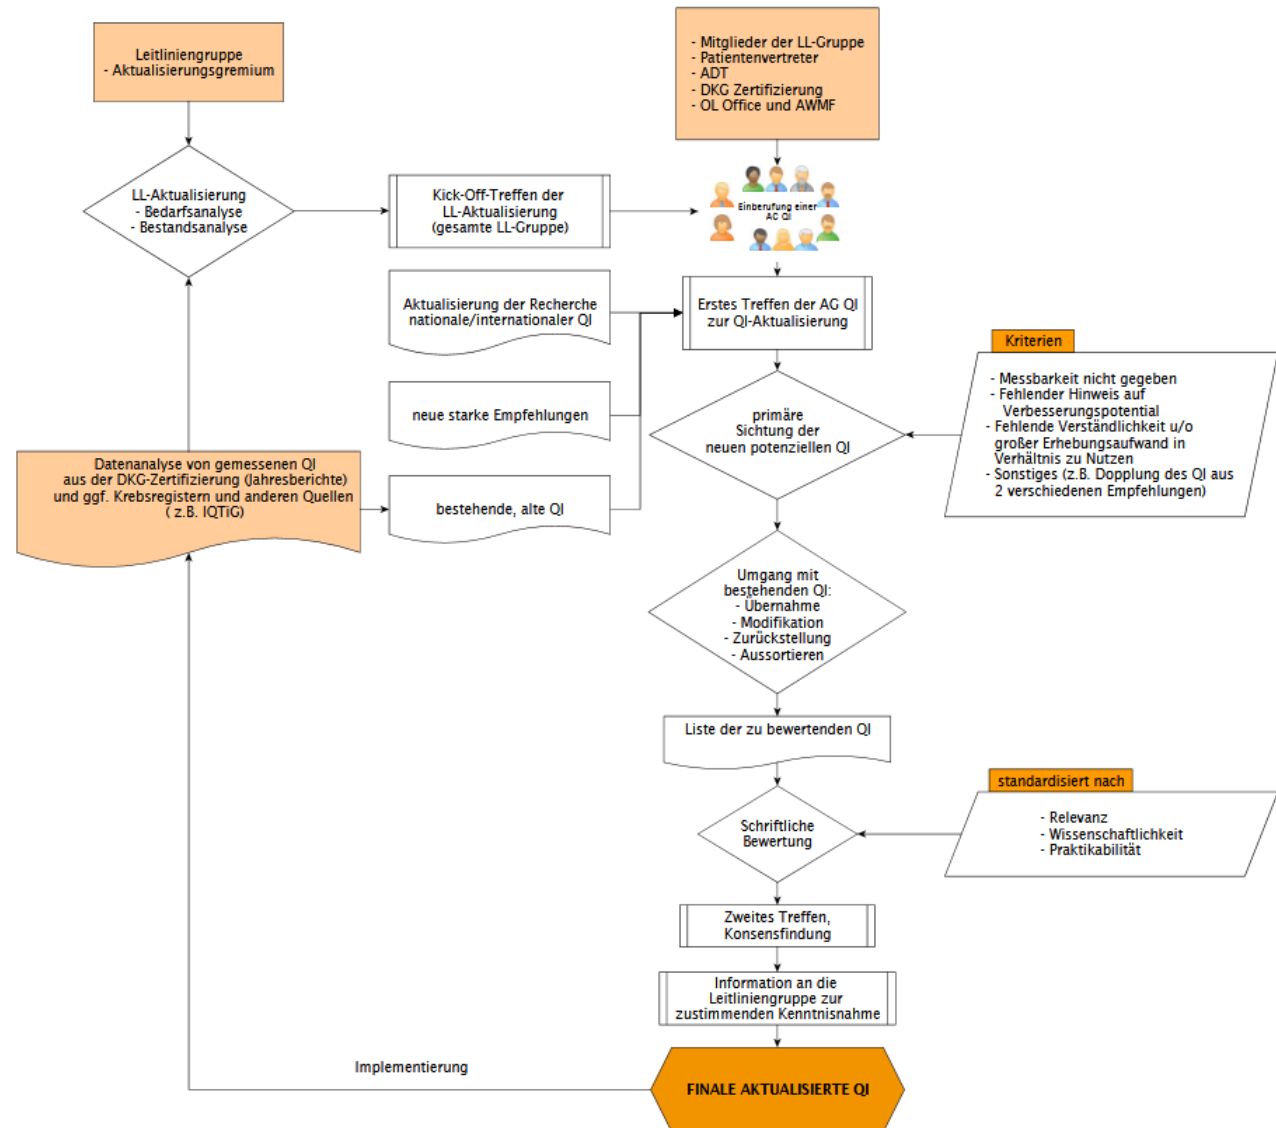 Leitliniengruppe
- Aktualisierungsgremium
- Mitglieder der LL-Gruppe
- Patientenvertreter
- ADT
- DKG Zertifizierung
- OL Office und AWMF
LL-Aktualisierung
- Bedarfsanalyse
- Bestandsanalyse
Kick-Off-Treffen der
LL-Aktualisierung
(gesamte LL-Gruppe)
Einberufung einer
AC QI
Aktualisierung der Recherche
nationale/internationaler QI
Erstes Treffen der AG QI
zur QI-Aktualisierung
Kriterien
- Messbarkeit nicht gegeben
- Fehlender Hinweis auf
Verbesserungspotential
- Fehlende Verständlichkeit u/o
großer Erhebungsaufwand in
Verhältnis zu Nutzen
- Sonstiges (z.B. Dopplung des QI aus
2 verschiedenen Empfehlungen)
neue starke Empfehlungen
primäre
Sichtung der
neuen potenziellen QI
Datenanalyse von gemessenen QI
aus der DKG-Zertifizierung (Jahresberichte)
und ggf. Krebsregistern und anderen Quellen
( z.B. IQTiG)
bestehende, alte QI
Umgang mit
bestehenden QI:
- Übernahme
- Modifikation
- Zurückstellung
- Aussortieren
Liste der zu bewertenden QI
standardisiert nach
- Relevanz
- Wissenschaftlichkeit
- Praktikabilität
Schriftliche
Bewertung
Zweites Treffen,
Konsensfindung
Information an die
Leitliniengruppe zur
zustimmenden Kenntnisnahme
Implementierung
FINALE AKTUALISIERTE QI